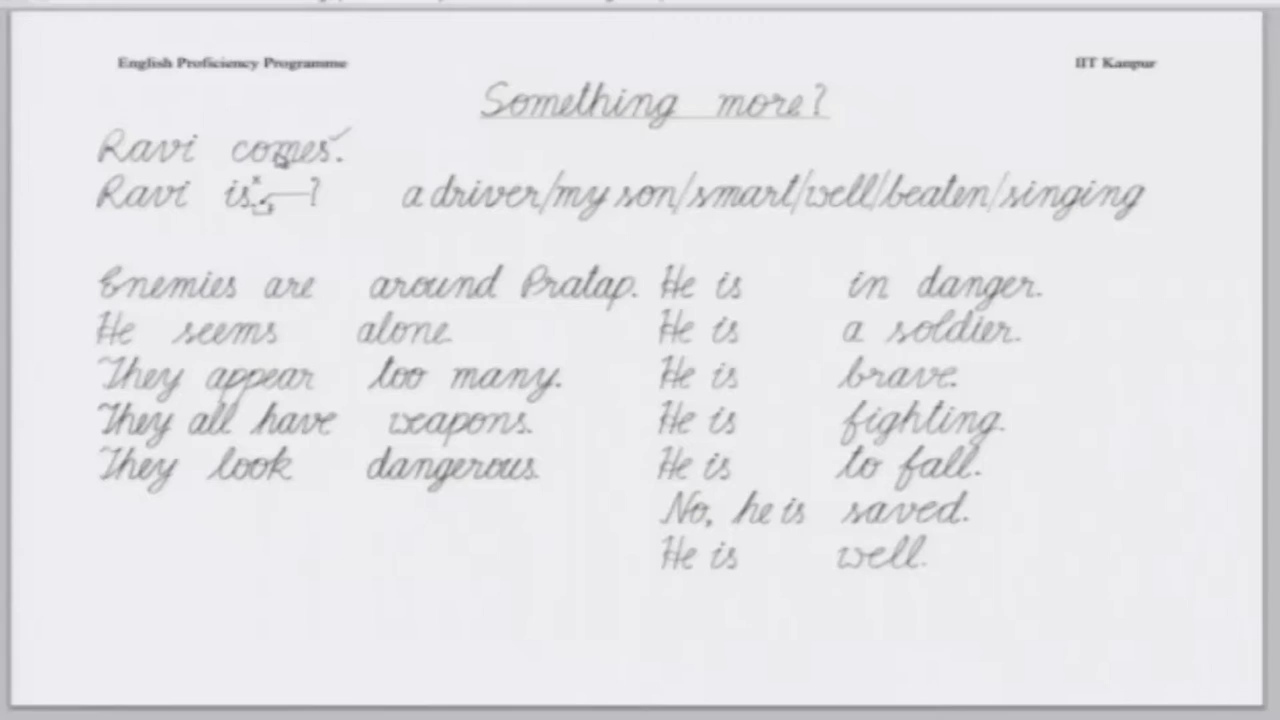 English Proficiency Programme IIT Kanpur
Something more?
Ravi comes.
Ravi is ? a driver/my son/smart/well/beaten/singing
Enemies are around Pratap. He is in danger.
He seems alone. He is a soldier.
They appear too many. He is brave.
They all have weapons. He is fighting.
They look dangerous. He is to fall.
No, he is saved.
He is well.